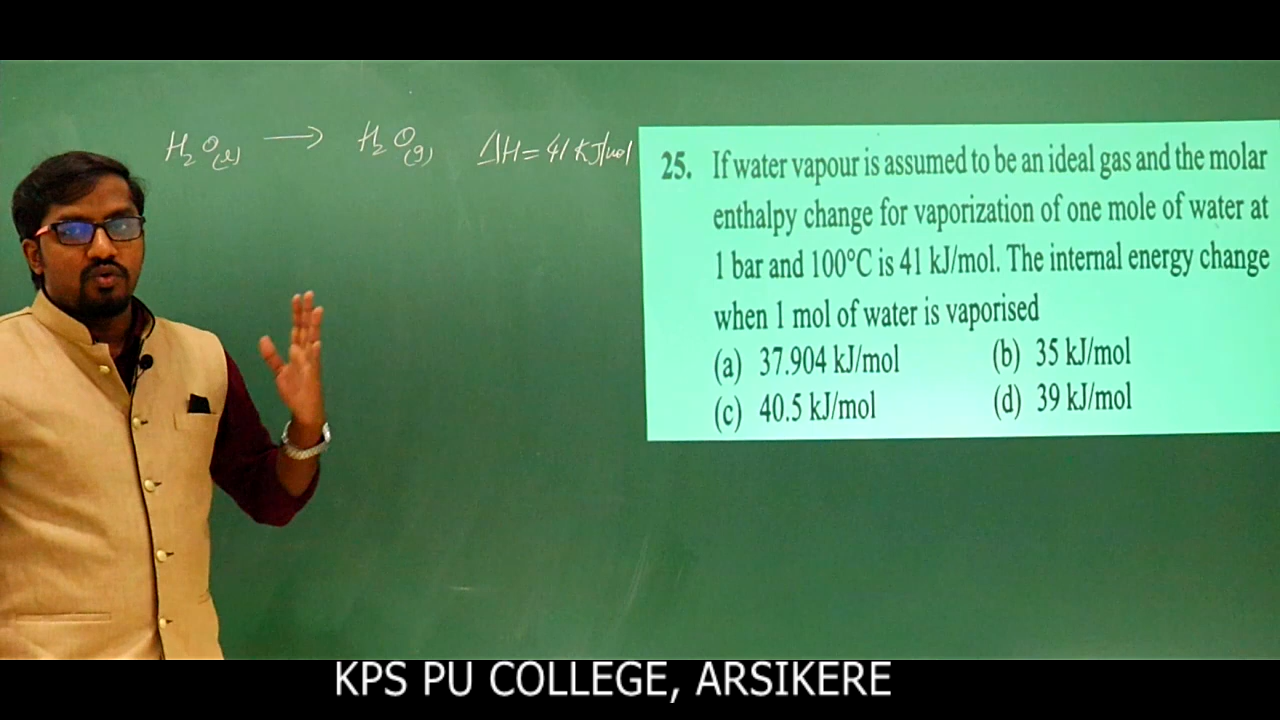 H₂O(l) → H₂O(g) ΔH = 41 KJ/mol
25. If water vapour is assumed to be an ideal gas and the molar
enthalpy change for vaporization of one mole of water at
1 bar and 100°C is 41 kJ/mol. The internal energy change
when 1 mol of water is vaporised
(a) 37.904 kJ/mol (b) 35 kJ/mol
(c) 40.5 kJ/mol (d) 39 kJ/mol
KPS PU COLLEGE, ARSIKERE